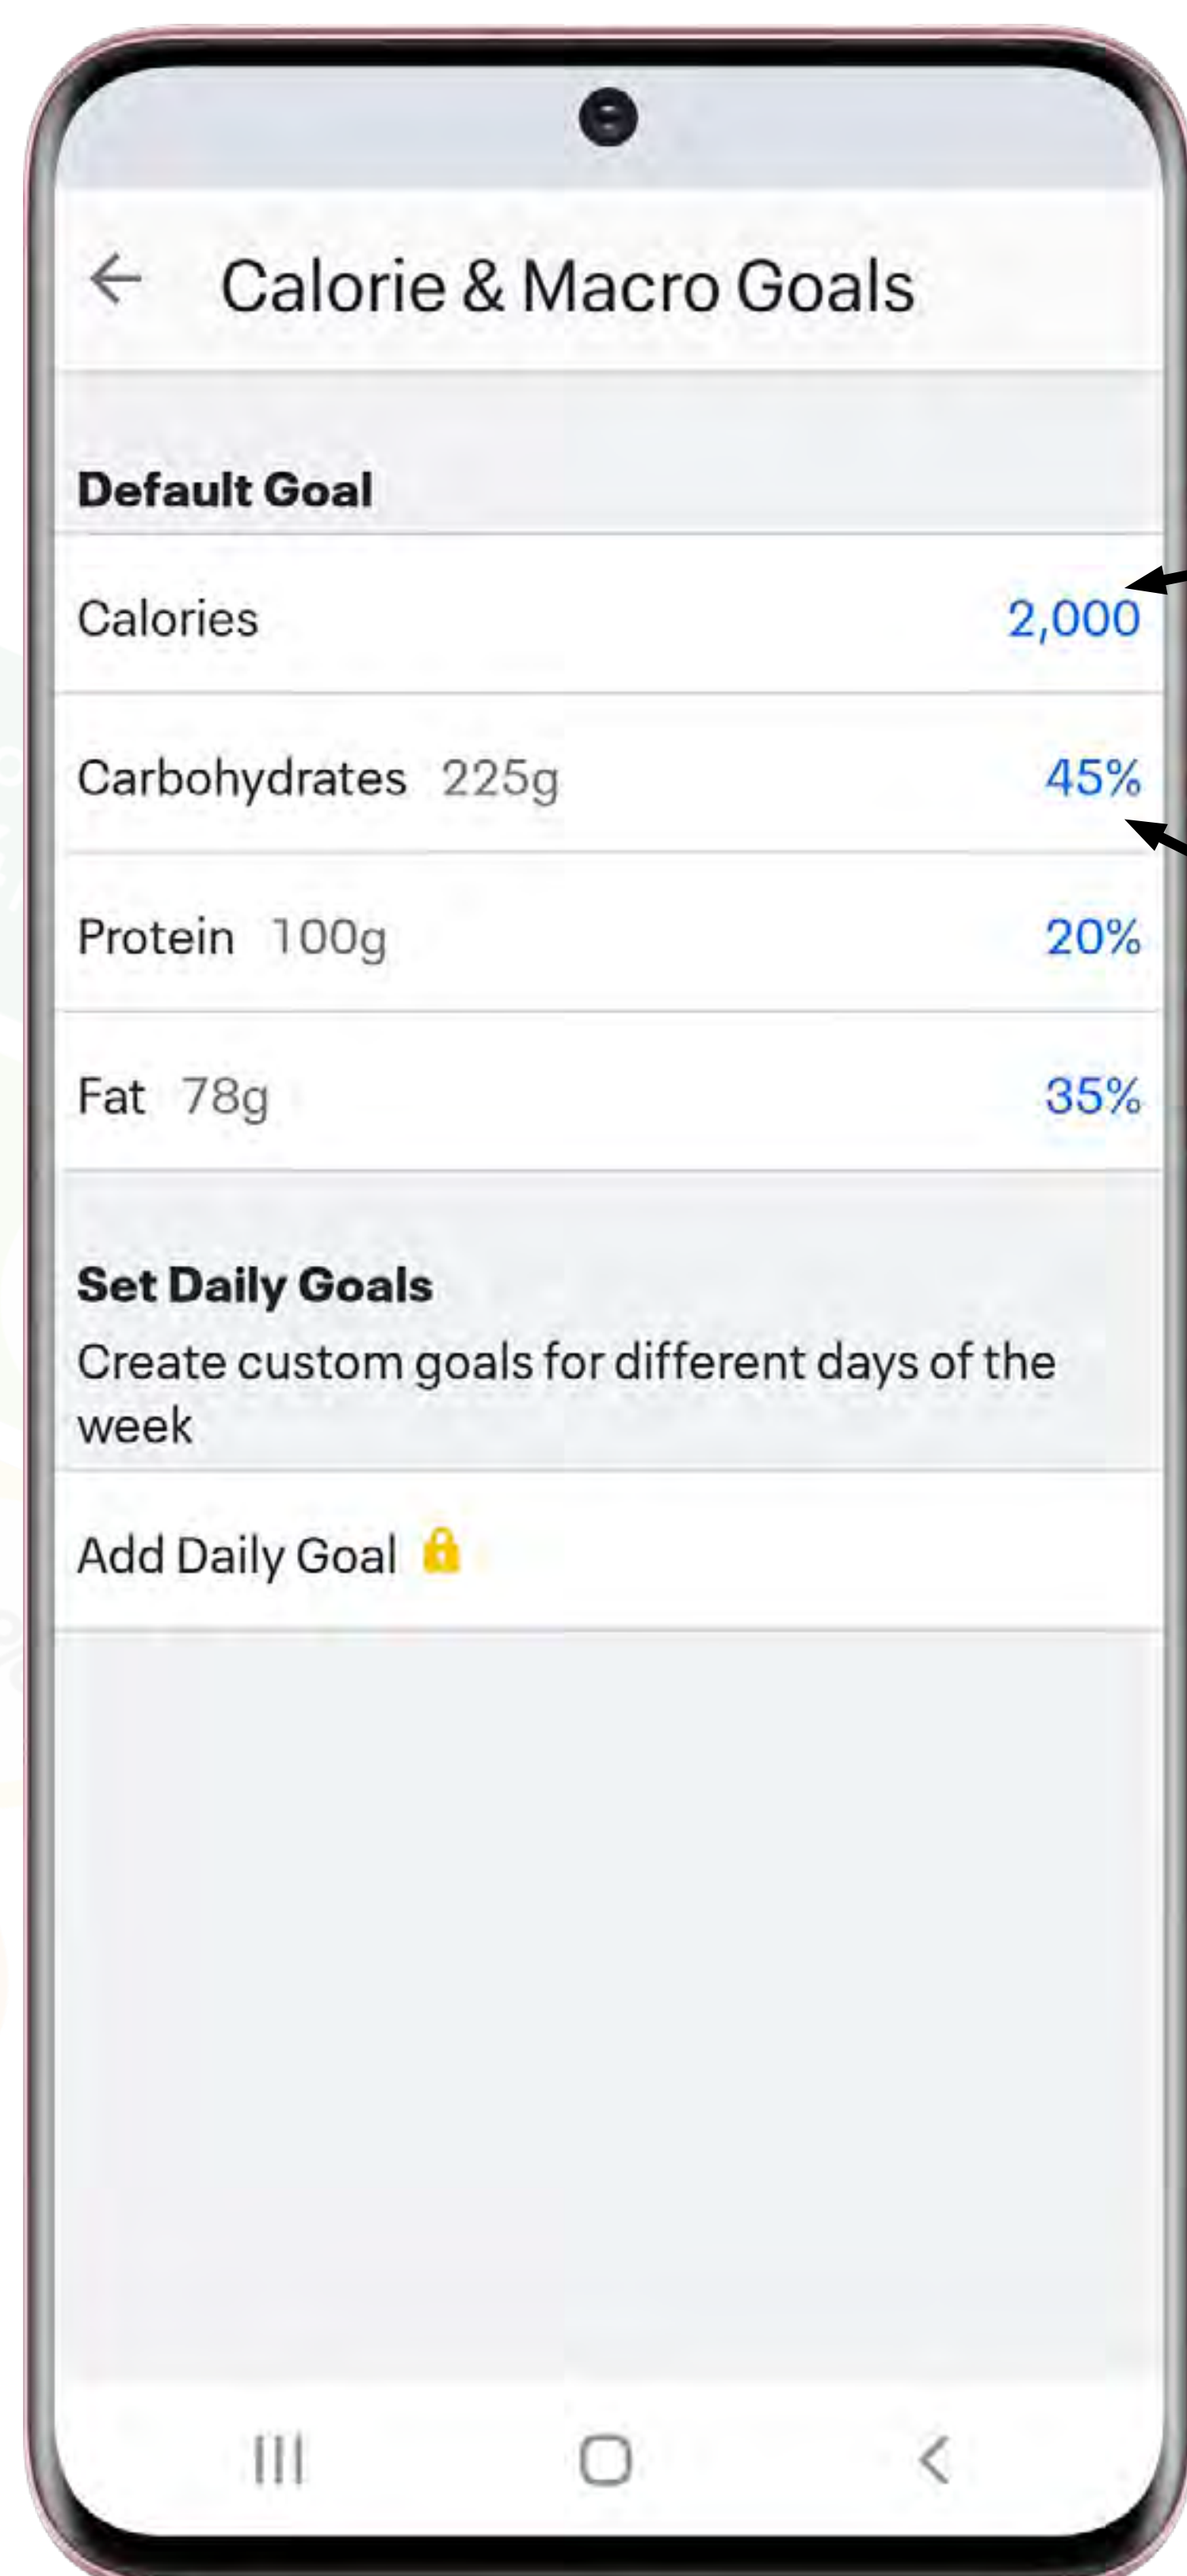 Calorie & Macro Goals
Default Goal
Calories 2,000
Carbohydrates 225g 45%
Protein 100g 20%
Fat 78g 35%
Set Daily Goals
Create custom goals for different days of the
week
Add Daily Goal